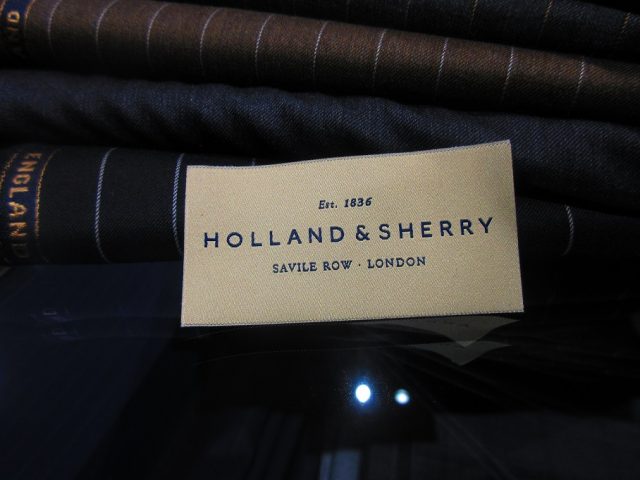 Est. 1836
HOLLAND & SHERRY
SAVILE ROW · LONDON
ENGLAND